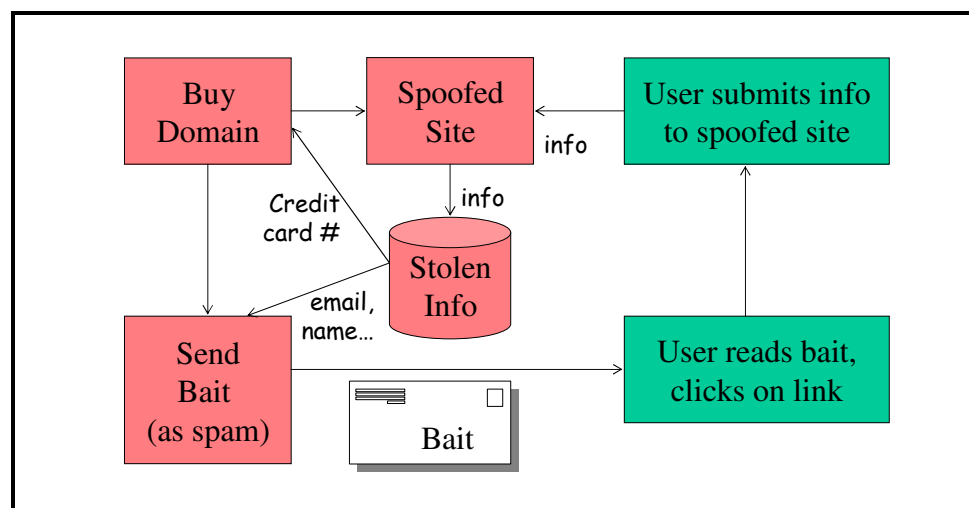 Buy
Domain
Spoofed
Site
User submits info
to spoofed site
info
info
Credit
card #
Stolen
Info
email,
name...
Send
Bait
(as spam)
User reads bait,
clicks on link
Bait